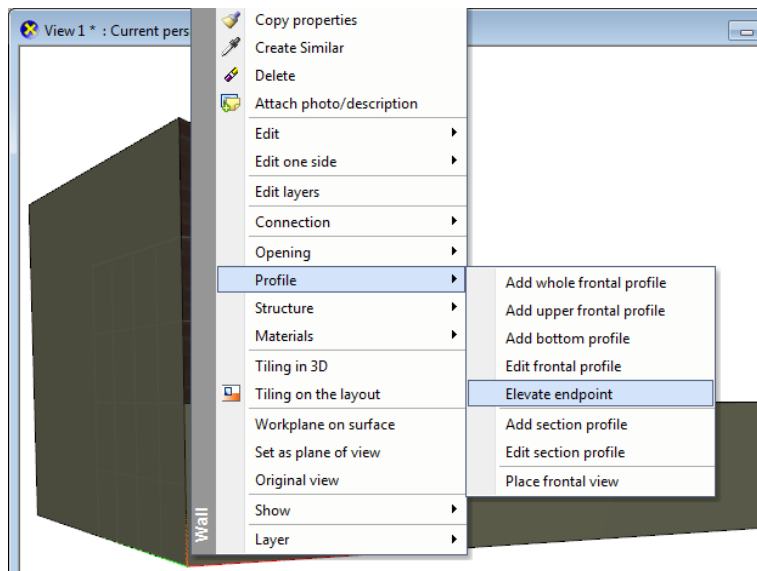 View 1 * : Current pers
Copy properties
Create Similar
Delete
Attach photo/description
Edit
Edit one side
Edit layers
Connection
Opening
Profile
Structure
Materials
Tiling in 3D
Tiling on the layout
Workplane on surface
Set as plane of view
Original view
Show
Layer
Wall
Add whole frontal profile
Add upper frontal profile
Add bottom profile
Edit frontal profile
Elevate endpoint
Add section profile
Edit section profile
Place frontal view